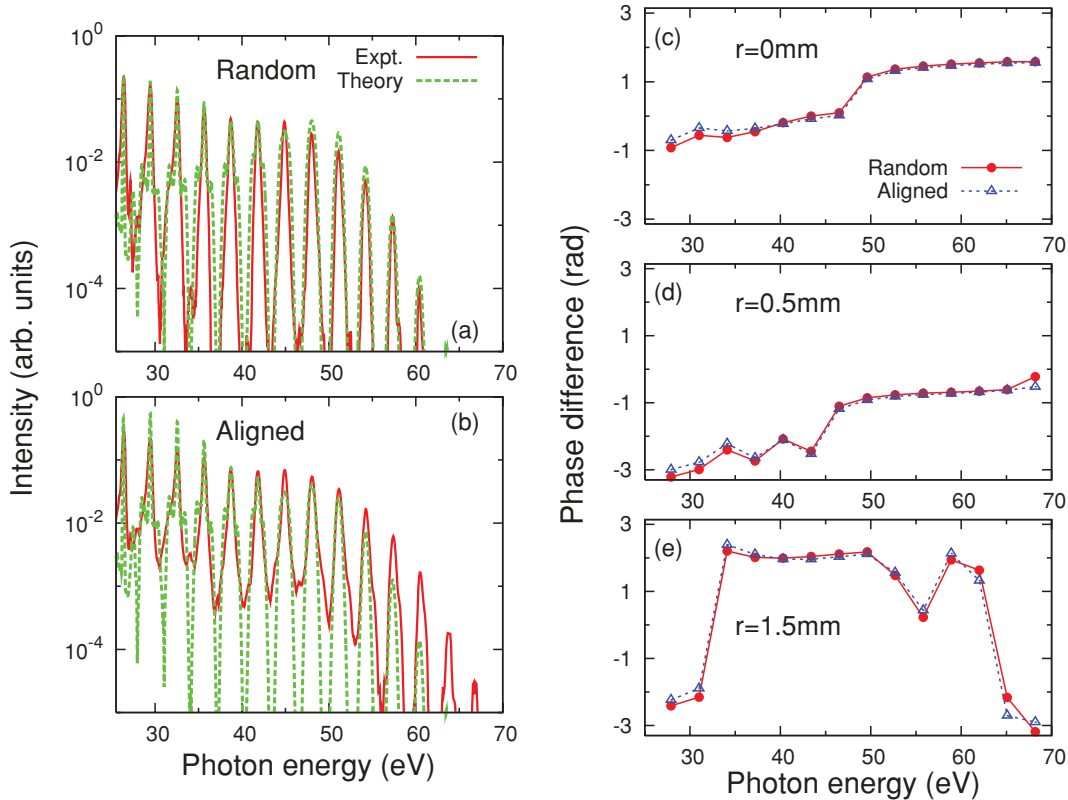 10^0
10^-2
10^-4
Random
Expt.
Theory
(a)
30 40 50 60 70
10^0
10^-2
10^-4
Aligned
(b)
30 40 50 60 70
Intensity (arb. units)
Photon energy (eV)
3
1
-1
-3
(c)
r=0mm
Random
Aligned
30 40 50 60 70
3
1
-1
-3
(d)
r=0.5mm
30 40 50 60 70
3
1
-1
-3
(e)
r=1.5mm
30 40 50 60 70
Phase difference (rad)
Photon energy (eV)